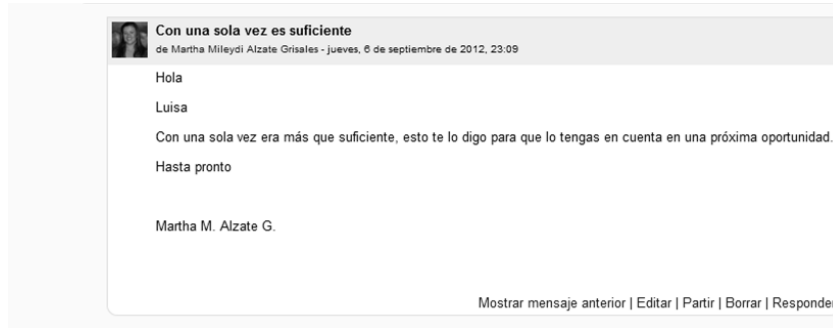 Con una sola vez es suficiente
de Martha Mileydi Alzate Grisales - jueves, 6 de septiembre de 2012, 23:09
Hola
Luisa
Con una sola vez era más que suficiente, esto te lo digo para que lo tengas en cuenta en una próxima oportunidad.
Hasta pronto
Martha M. Alzate G.
Mostrar mensaje anterior | Editar | Partir | Borrar | Responder